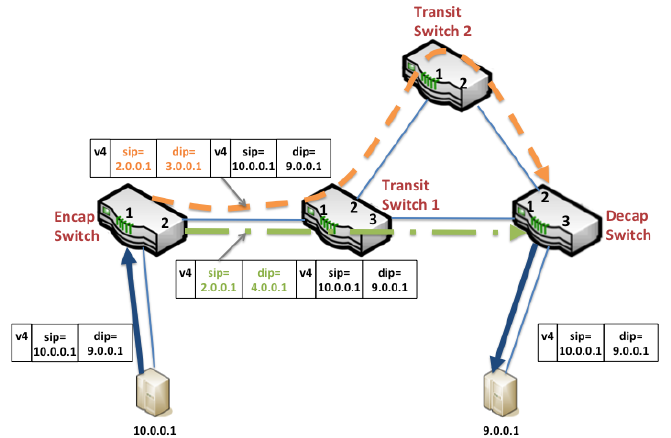 Transit
Switch 2
1
2
v4 sip= dip= v4 sip= dip=
2.0.0.1 3.0.0.1 10.0.0.1 9.0.0.1
Transit
Switch 1
Encap
Switch
1
2
1
2
3
1
2
3
Decap
Switch
v4 sip= dip= v4 sip= dip=
2.0.0.1 4.0.0.1 10.0.0.1 9.0.0.1
v4 sip= dip=
10.0.0.1 9.0.0.1
v4 sip= dip=
10.0.0.1 9.0.0.1
10.0.0.1
9.0.0.1